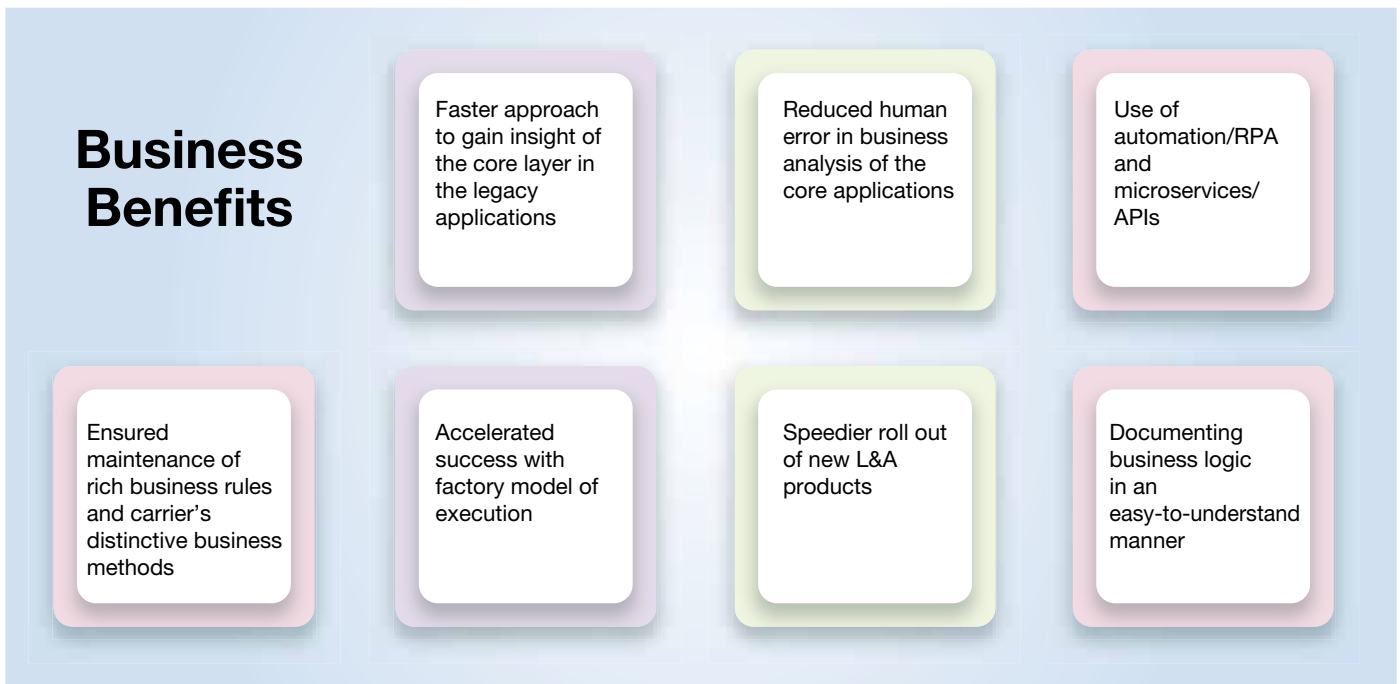 Business
Benefits
Faster approach
to gain insight of
the core layer in
the legacy
applications
Reduced human
error in business
analysis of the
core applications
Use of
automation/RPA
and
microservices/
APIs
Ensured
maintenance of
rich business rules
and carrier’s
distinctive business
methods
Accelerated
success with
factory model of
execution
Speedier roll out
of new L&A
products
Documenting
business logic
in an
easy-to-understand
manner